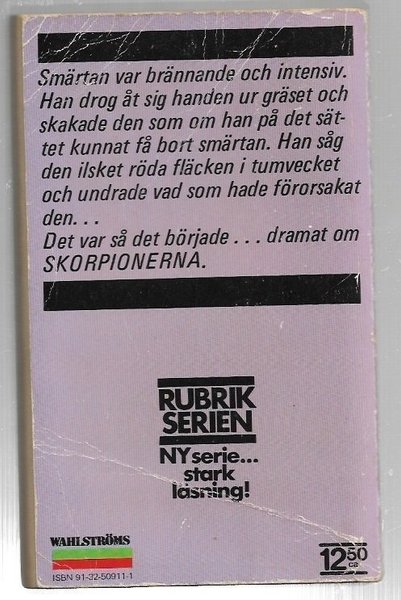 Smärtan var brännande och intensiv.
Han drog åt sig handen ur gräset och
skakade den som om han på det sät-
tet kunnat få bort smärtan. Han såg
den ilsket röda fläcken i tumvecket
och undrade vad som hade förorsakat
den...
Det var så det började... dramat om
SKORPIONERNA.
RUBRIK
SERIEN
NY serie...
stark
läsning!
WAHLSTRÖMS
ISBN 91-32-50911-1
12 50
ca